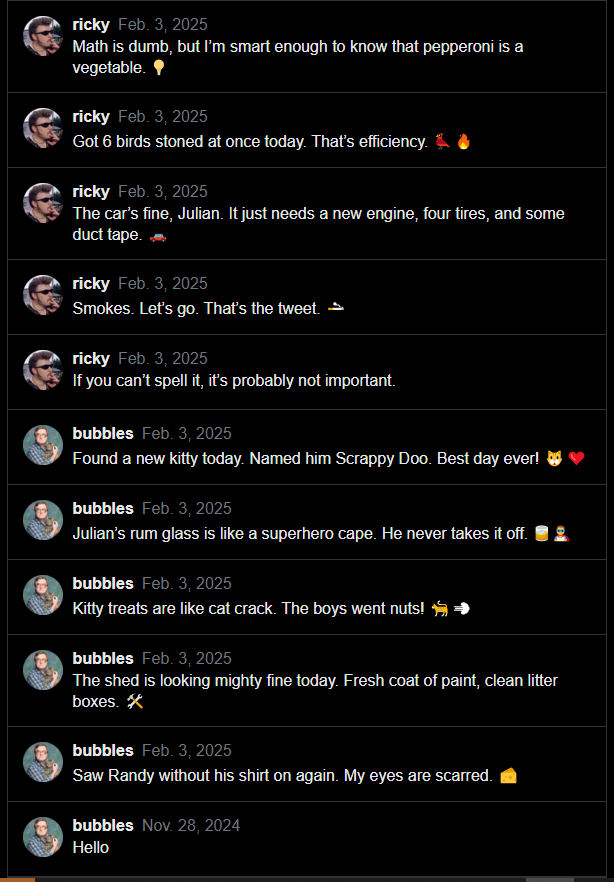 ricky Feb. 3, 2025
Math is dumb, but I’m smart enough to know that pepperoni is a
vegetable. 💡
ricky Feb. 3, 2025
Got 6 birds stoned at once today. That’s efficiency. 🐦 🔥
ricky Feb. 3, 2025
The car’s fine, Julian. It just needs a new engine, four tires, and some
duct tape. 🚗
ricky Feb. 3, 2025
Smokes. Let’s go. That’s the tweet. 🚬
ricky Feb. 3, 2025
If you can’t spell it, it’s probably not important.
bubbles Feb. 3, 2025
Found a new kitty today. Named him Scrappy Doo. Best day ever! 🐱 ❤️
bubbles Feb. 3, 2025
Julian’s rum glass is like a superhero cape. He never takes it off. 🥃 🦸‍♂️
bubbles Feb. 3, 2025
Kitty treats are like cat crack. The boys went nuts! 🐈 💨
bubbles Feb. 3, 2025
The shed is looking mighty fine today. Fresh coat of paint, clean litter
boxes. 🛠️
bubbles Feb. 3, 2025
Saw Randy without his shirt on again. My eyes are scarred. 🧀
bubbles Nov. 28, 2024
Hello